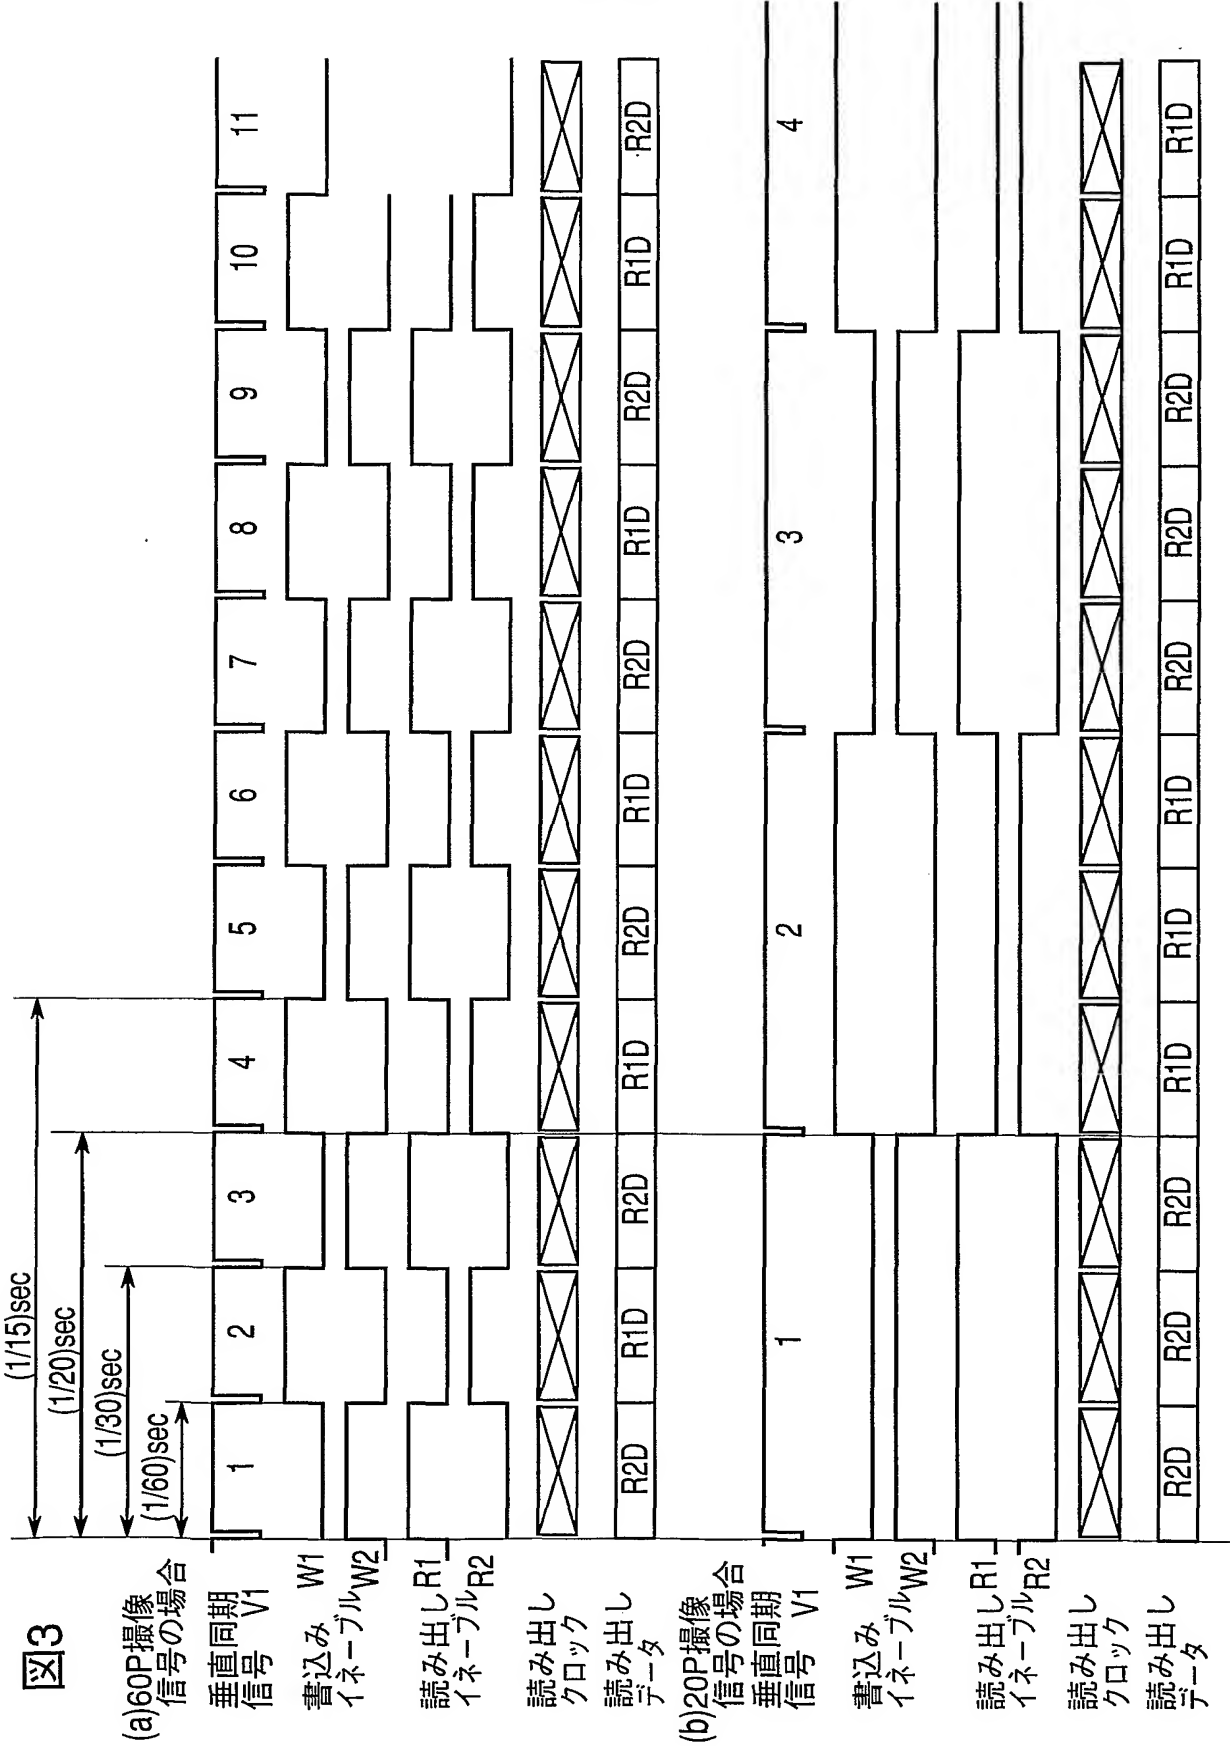 図3
(1/15)sec
(1/20)sec
(1/30)sec
(1/60)sec
(a)60P撮像
信号の場合
垂直同期
信号 V1
1 2 3 4 5 6 7 8 9 10 11
書込み W1
イネーブル W2
読み出し R1
イネーブル R2
読み出し
クロック
読み出し
データ
R2D R1D R2D R1D R2D R1D R2D R1D R2D R1D R2D
(b)20P撮像
信号の場合
垂直同期
信号 V1
1 2 3 4
書込み W1
イネーブル W2
読み出し R1
イネーブル R2
読み出し
クロック
読み出し
データ
R2D R2D R2D R1D R1D R1D R2D R2D R2D R1D R1D